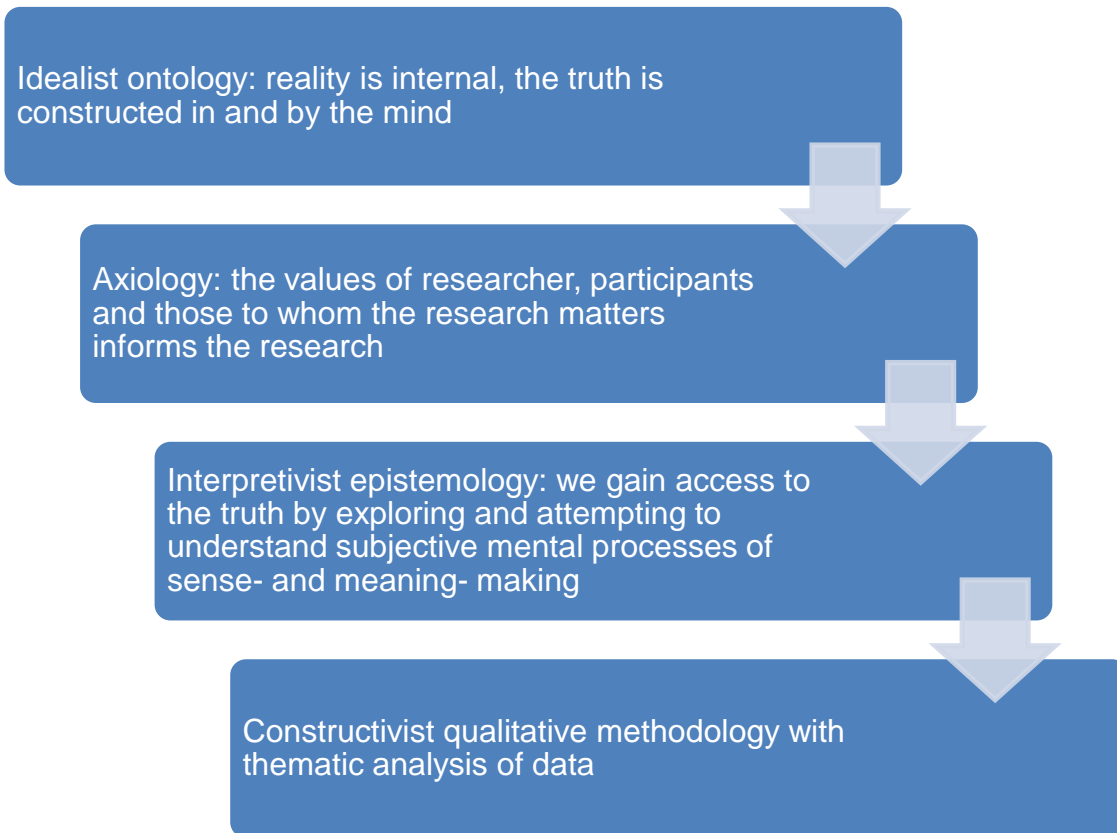 Idealist ontology: reality is internal, the truth is
constructed in and by the mind
Axiology: the values of researcher, participants
and those to whom the research matters
informs the research
Interpretivist epistemology: we gain access to
the truth by exploring and attempting to
understand subjective mental processes of
sense- and meaning- making
Constructivist qualitative methodology with
thematic analysis of data